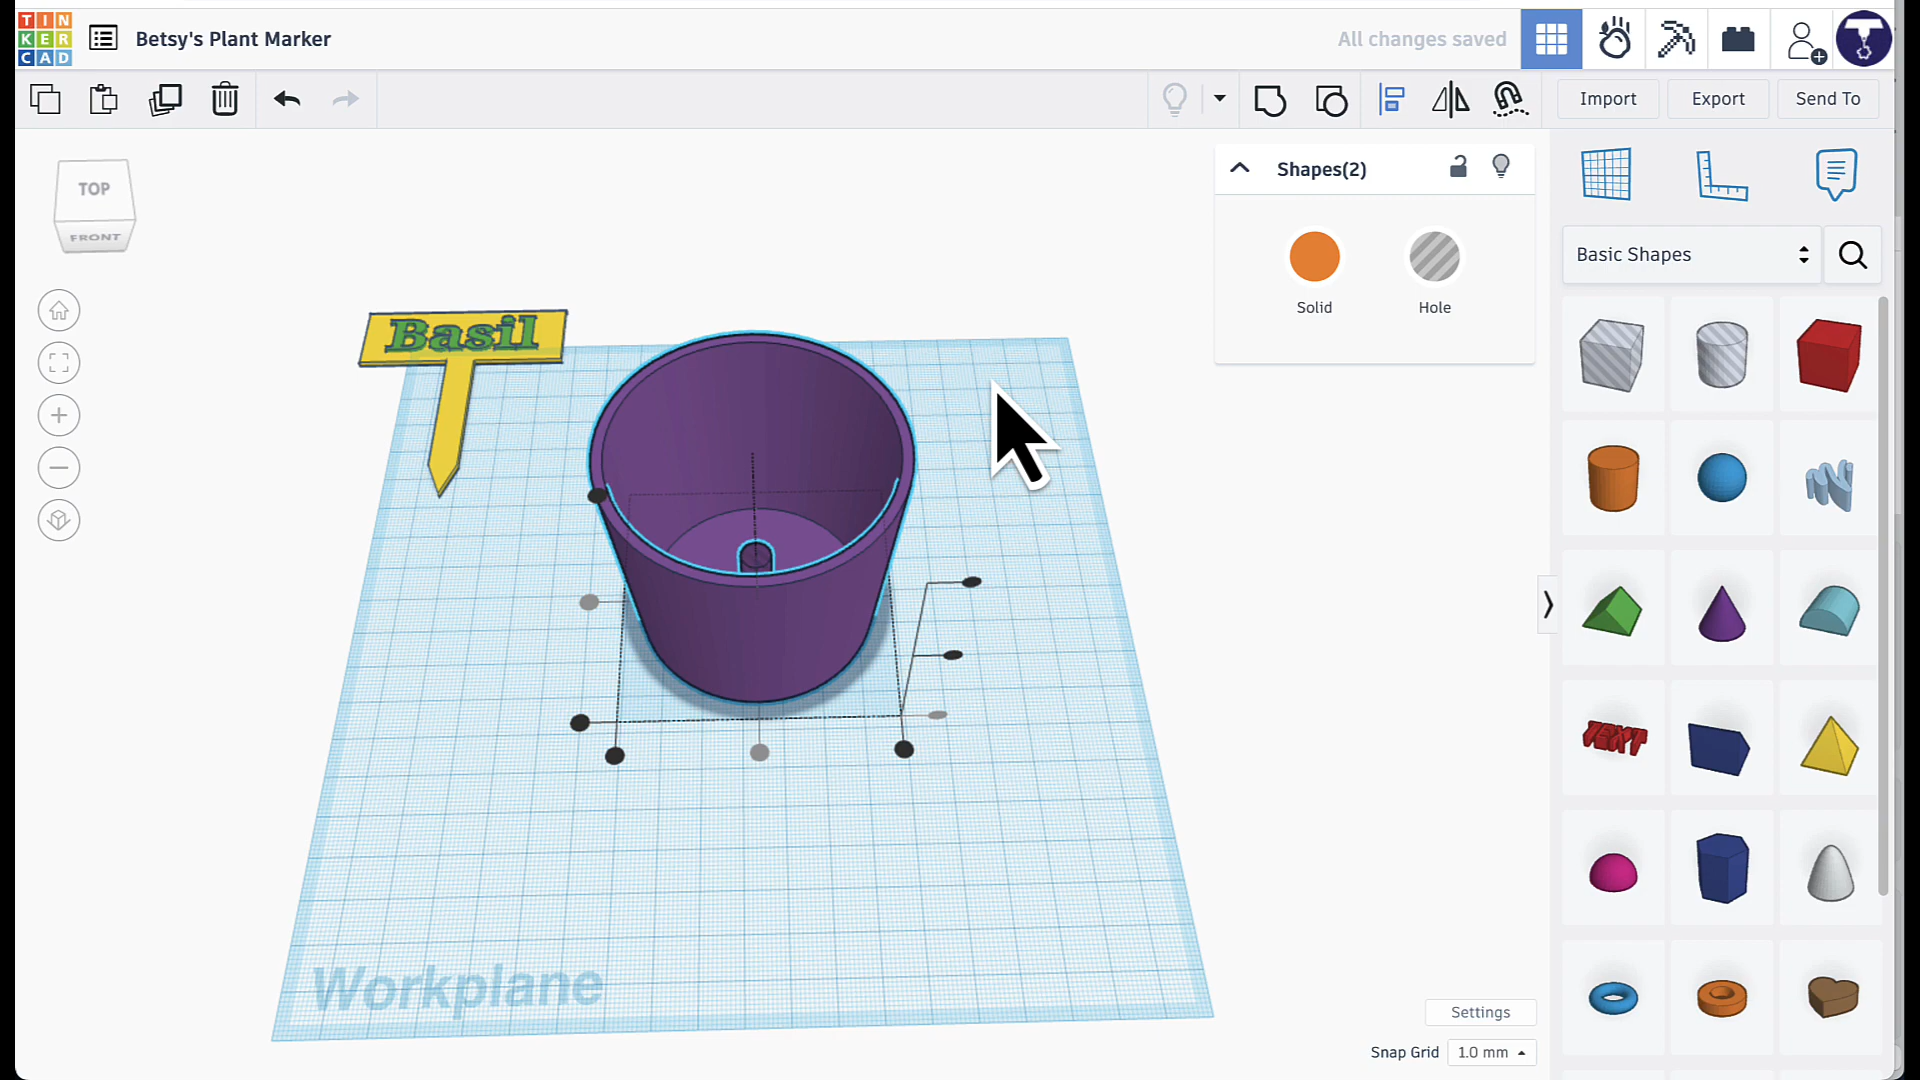 TIN
KER
CAD
Betsy's Plant Marker
All changes saved
Import
Export
Send To
TOP
FRONT
Shapes(2)
Solid
Hole
Basic Shapes
Basil
TEXT
Workplane
Settings
Snap Grid
1.0 mm